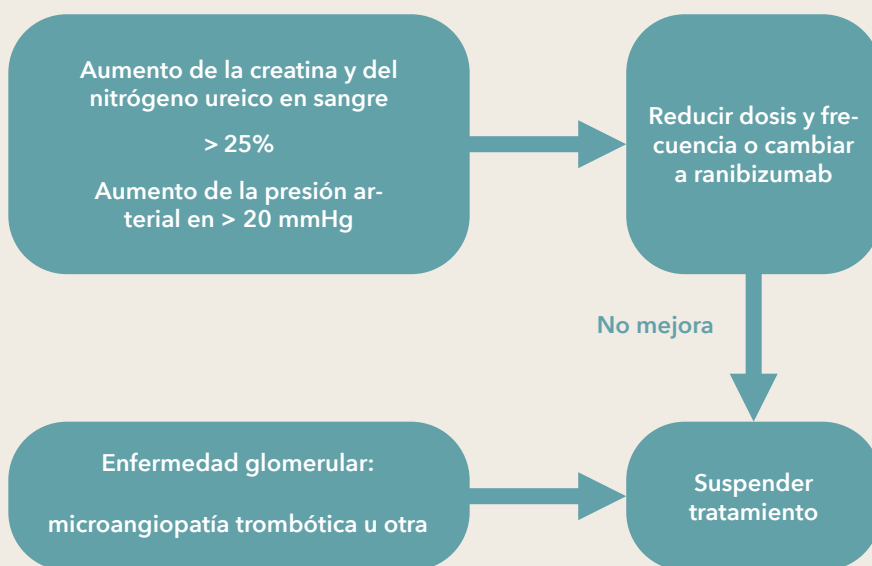 Aumento de la creatina y del
nitrógeno ureico en sangre
> 25%
Aumento de la presión ar-
terial en > 20 mmHg
Reducir dosis y fre-
cuencia o cambiar
a ranibizumab
No mejora
Enfermedad glomerular:
microangiopatía trombótica u otra
Suspender
tratamiento